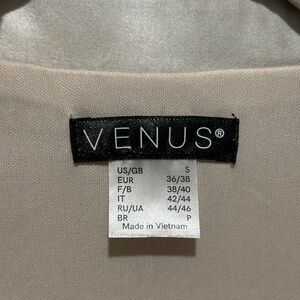 VENUS®
US/GB S
EUR 36/38
F/B 38/40
IT 42/44
RU/UA 44/46
BR P
Made in Vietnam